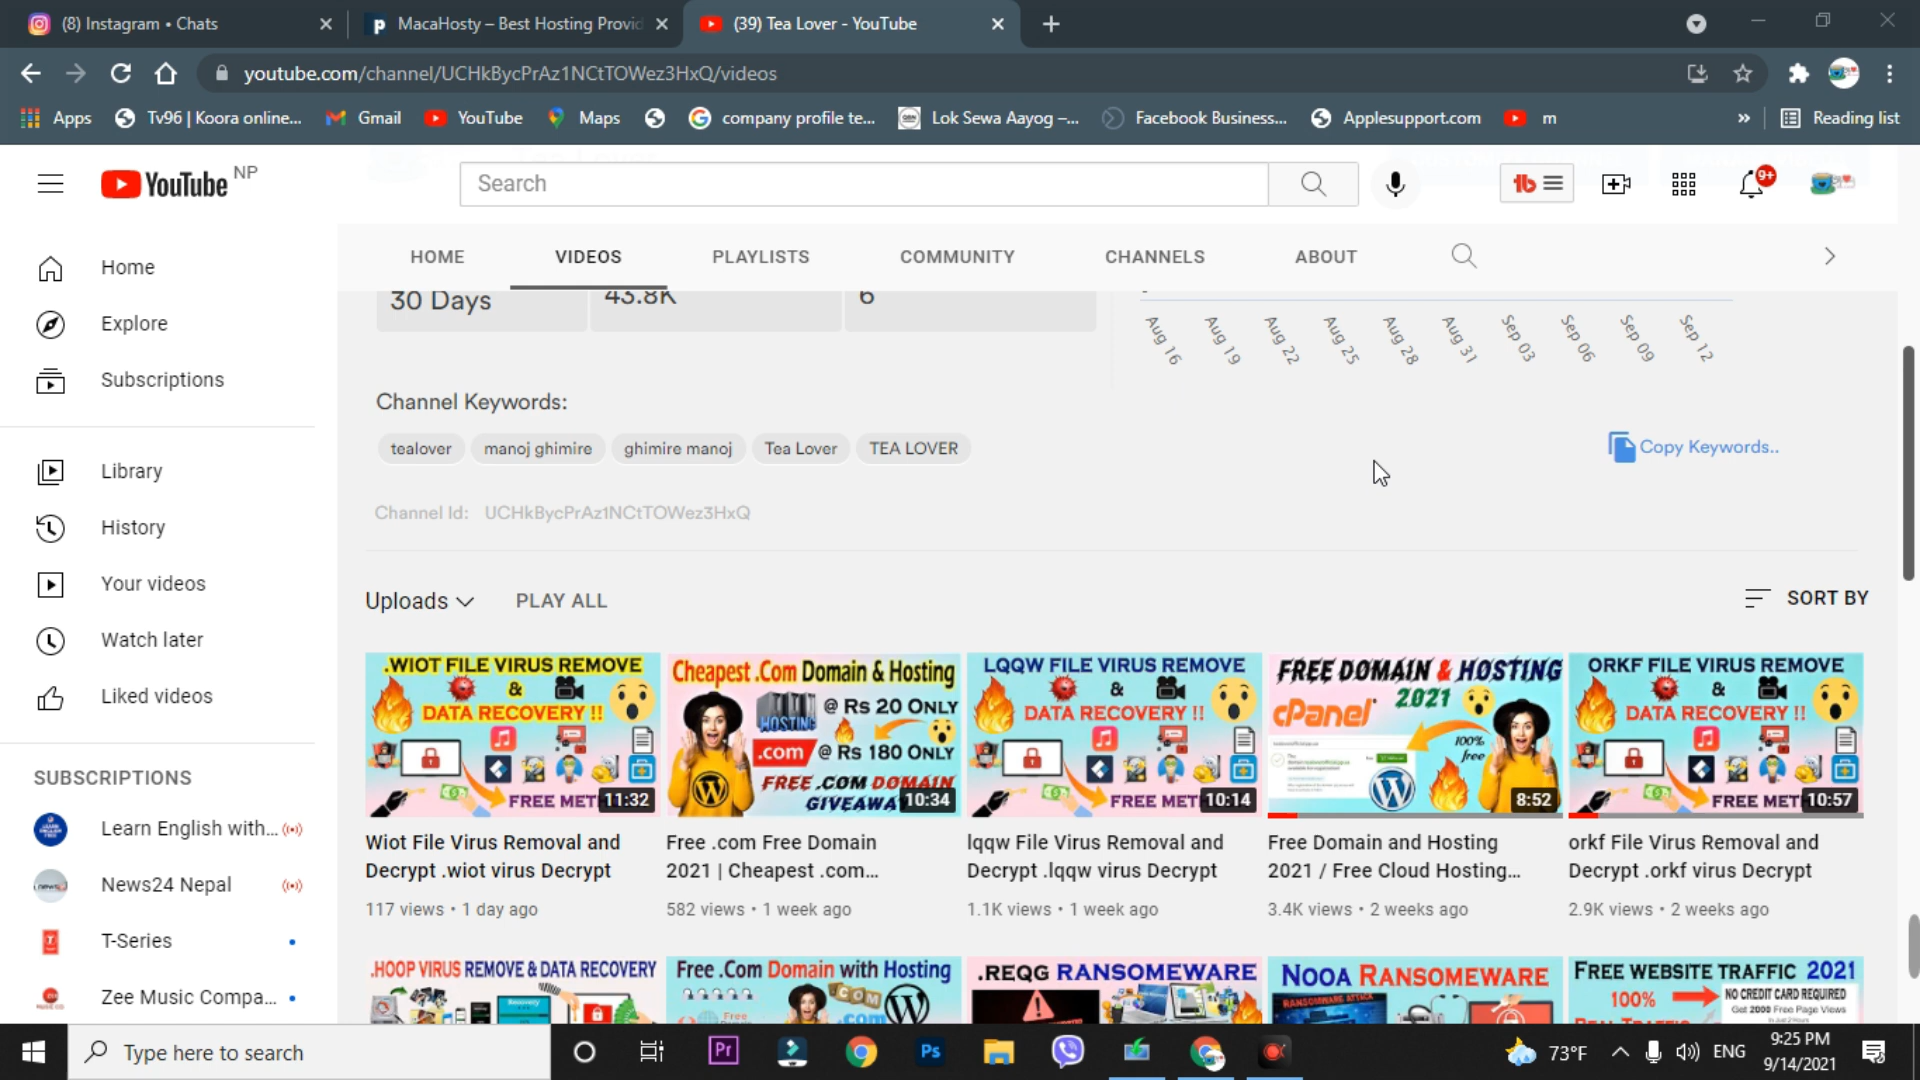 (8) Instagram • Chats
MacaHosty – Best Hosting Provid
(39) Tea Lover - YouTube
youtube.com/channel/UCHkBycPrAz1NCtTOWez3HxQ/videos
Apps
Tv96 | Koora online...
Gmail
YouTube
Maps
company profile te...
Lok Sewa Aayog –...
Facebook Business...
Applesupport.com
m
»
Reading list
YouTube NP
Search
9+
HOME
VIDEOS
PLAYLISTS
COMMUNITY
CHANNELS
ABOUT
Home
Explore
Subscriptions
Library
History
Your videos
Watch later
Liked videos
SUBSCRIPTIONS
Learn English with...
News24 Nepal
T-Series
Zee Music Compa...
30 Days
43.8K
6
Aug 16
Aug 19
Aug 22
Aug 25
Aug 28
Aug 31
Sep 03
Sep 06
Sep 09
Sep 12
Channel Keywords:
tealover
manoj ghimire
ghimire manoj
Tea Lover
TEA LOVER
Copy Keywords..
Channel Id: UCHkBycPrAz1NCtTOWez3HxQ
Uploads
PLAY ALL
SORT BY
.WIOT FILE VIRUS REMOVE
&
DATA RECOVERY !!
FREE MET
11:32
Wiot File Virus Removal and
Decrypt .wiot virus Decrypt
117 views • 1 day ago
Cheapest .Com Domain & Hosting
HOSTING
@ Rs 20 ONLY
.com @ Rs 180 ONLY
FREE .COM DOMAIN
GIVEAWA
10:34
Free .com Free Domain
2021 | Cheapest .com...
582 views • 1 week ago
LQQW FILE VIRUS REMOVE
&
DATA RECOVERY !!
FREE MET
10:14
lqqw File Virus Removal and
Decrypt .lqqw virus Decrypt
1.1K views • 1 week ago
FREE DOMAIN & HOSTING
2021
cPanel
100%
free
8:52
Free Domain and Hosting
2021 / Free Cloud Hosting...
3.4K views • 2 weeks ago
ORKF FILE VIRUS REMOVE
&
DATA RECOVERY !!
FREE MET
10:57
orkf File Virus Removal and
Decrypt .orkf virus Decrypt
2.9K views • 2 weeks ago
.HOOP VIRUS REMOVE & DATA RECOVERY
Free .Com Domain with Hosting
Free
.REQG RANSOMEWARE
NOOA RANSOMEWARE
RANSOMWARE ATTACK
FREE WEBSITE TRAFFIC 2021
100%
NO CREDIT CARD REQUIRED
Get 2000 Free Page Views
Type here to search
Pr
Ps
73°F
ENG
9:25 PM
9/14/2021